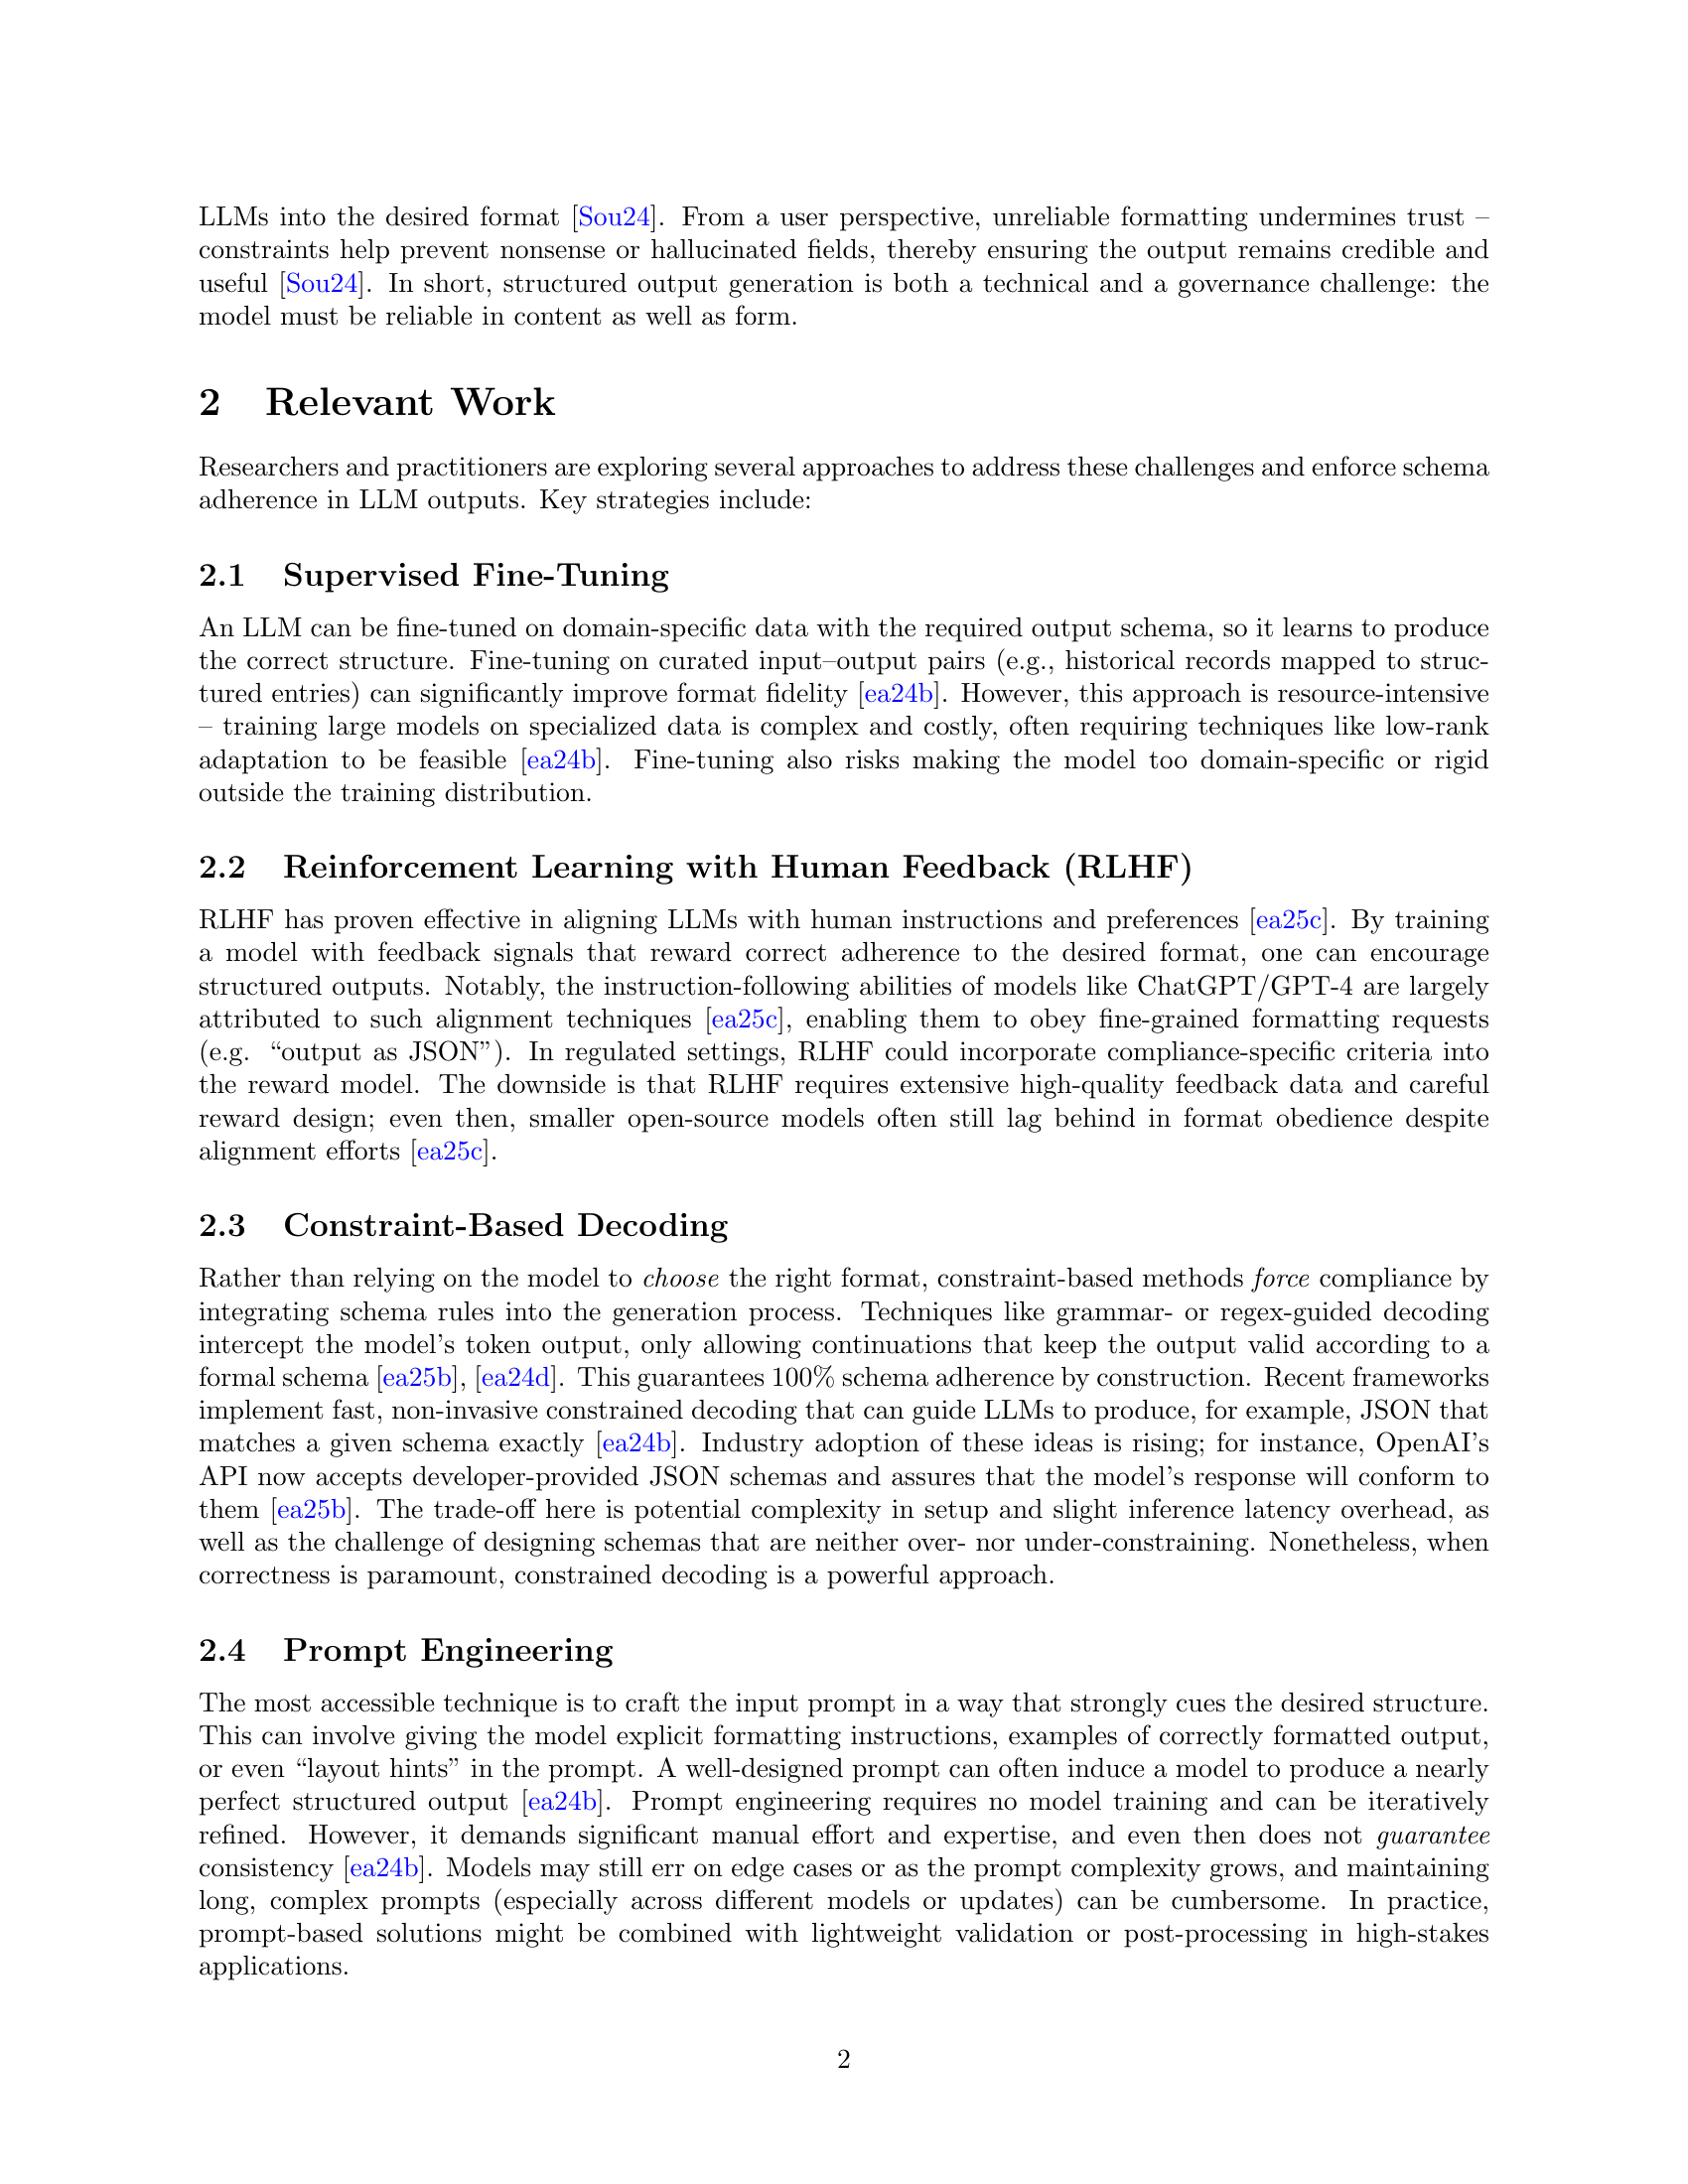 LLMs into the desired format [Sou24]. From a user perspective, unreliable formatting undermines trust –
constraints help prevent nonsense or hallucinated fields, thereby ensuring the output remains credible and
useful [Sou24]. In short, structured output generation is both a technical and a governance challenge: the
model must be reliable in content as well as form.
2 Relevant Work
Researchers and practitioners are exploring several approaches to address these challenges and enforce schema
adherence in LLM outputs. Key strategies include:
2.1 Supervised Fine-Tuning
An LLM can be fine-tuned on domain-specific data with the required output schema, so it learns to produce
the correct structure. Fine-tuning on curated input–output pairs (e.g., historical records mapped to struc-
tured entries) can significantly improve format fidelity [ea24b]. However, this approach is resource-intensive
– training large models on specialized data is complex and costly, often requiring techniques like low-rank
adaptation to be feasible [ea24b]. Fine-tuning also risks making the model too domain-specific or rigid
outside the training distribution.
2.2 Reinforcement Learning with Human Feedback (RLHF)
RLHF has proven effective in aligning LLMs with human instructions and preferences [ea25c]. By training
a model with feedback signals that reward correct adherence to the desired format, one can encourage
structured outputs. Notably, the instruction-following abilities of models like ChatGPT/GPT-4 are largely
attributed to such alignment techniques [ea25c], enabling them to obey fine-grained formatting requests
(e.g. “output as JSON”). In regulated settings, RLHF could incorporate compliance-specific criteria into
the reward model. The downside is that RLHF requires extensive high-quality feedback data and careful
reward design; even then, smaller open-source models often still lag behind in format obedience despite
alignment efforts [ea25c].
2.3 Constraint-Based Decoding
Rather than relying on the model to choose the right format, constraint-based methods force compliance by
integrating schema rules into the generation process. Techniques like grammar- or regex-guided decoding
intercept the model’s token output, only allowing continuations that keep the output valid according to a
formal schema [ea25b], [ea24d]. This guarantees 100% schema adherence by construction. Recent frameworks
implement fast, non-invasive constrained decoding that can guide LLMs to produce, for example, JSON that
matches a given schema exactly [ea24b]. Industry adoption of these ideas is rising; for instance, OpenAI’s
API now accepts developer-provided JSON schemas and assures that the model’s response will conform to
them [ea25b]. The trade-off here is potential complexity in setup and slight inference latency overhead, as
well as the challenge of designing schemas that are neither over- nor under-constraining. Nonetheless, when
correctness is paramount, constrained decoding is a powerful approach.
2.4 Prompt Engineering
The most accessible technique is to craft the input prompt in a way that strongly cues the desired structure.
This can involve giving the model explicit formatting instructions, examples of correctly formatted output,
or even “layout hints” in the prompt. A well-designed prompt can often induce a model to produce a nearly
perfect structured output [ea24b]. Prompt engineering requires no model training and can be iteratively
refined. However, it demands significant manual effort and expertise, and even then does not guarantee
consistency [ea24b]. Models may still err on edge cases or as the prompt complexity grows, and maintaining
long, complex prompts (especially across different models or updates) can be cumbersome. In practice,
prompt-based solutions might be combined with lightweight validation or post-processing in high-stakes
applications.
2